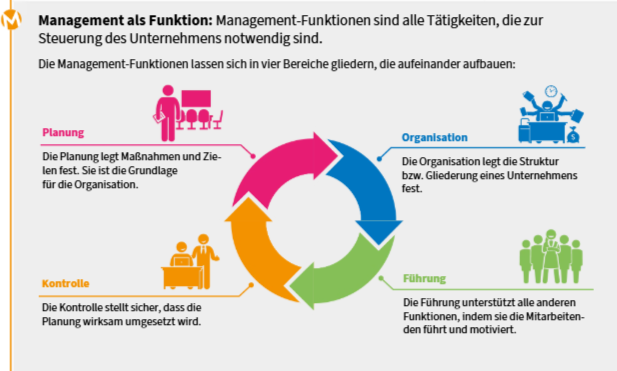 M
Management als Funktion: Management-Funktionen sind alle Tätigkeiten, die zur
Steuerung des Unternehmens notwendig sind.
Die Management-Funktionen lassen sich in vier Bereiche gliedern, die aufeinander aufbauen:
Planung
Die Planung legt Maßnahmen und Zie-
len fest. Sie ist die Grundlage
für die Organisation.
Organisation
Die Organisation legt die Struktur
bzw. Gliederung eines Unternehmens
fest.
Kontrolle
Die Kontrolle stellt sicher, dass die
Planung wirksam umgesetzt wird.
Führung
Die Führung unterstützt alle anderen
Funktionen, indem sie die Mitarbeiten-
den führt und motiviert.